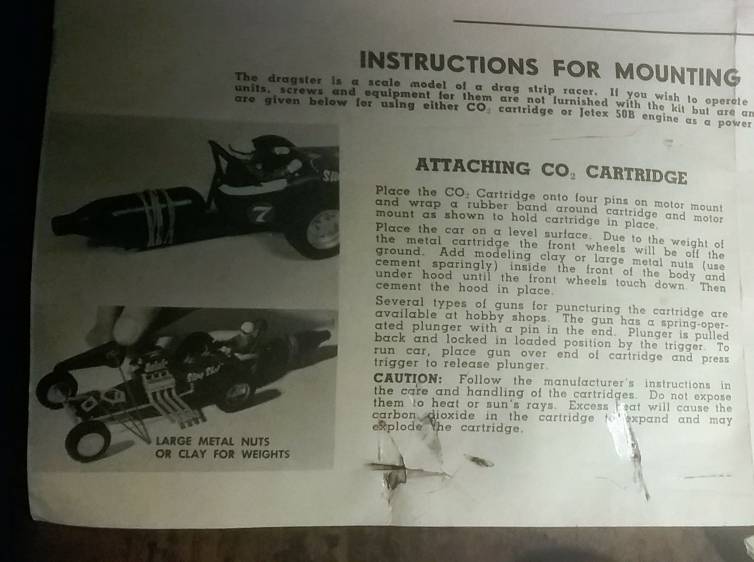 INSTRUCTIONS FOR MOUNTING
The dragster is a scale model of a drag strip racer. If you wish to operate
units, screws and equipment for them are not furnished with the kit but are
are given below for using either CO₂ cartridge or Jetex 50B engine as a power
ATTACHING CO₂ CARTRIDGE
Place the CO₂ Cartridge onto four pins on motor mount
and wrap a rubber band around cartridge and motor
mount as shown to hold cartridge in place.
Place the car on a level surface. Due to the weight of
the metal cartridge the front wheels will be off the
ground. Add modeling clay or large metal nuts (use
cement sparingly) inside the front of the body and
under hood until the front wheels touch down. Then
cement the hood in place.
Several types of guns for puncturing the cartridge are
available at hobby shops. The gun has a spring-oper-
ated plunger with a pin in the end. Plunger is pulled
back and locked in loaded position by the trigger. To
run car, place gun over end of cartridge and press
trigger to release plunger.
CAUTION: Follow the manufacturer's instructions in
the care and handling of the cartridges. Do not expose
them to heat or sun's rays. Excess heat will cause the
carbon dioxide in the cartridge to expand and may
explode the cartridge.
7
LARGE METAL NUTS
OR CLAY FOR WEIGHTS